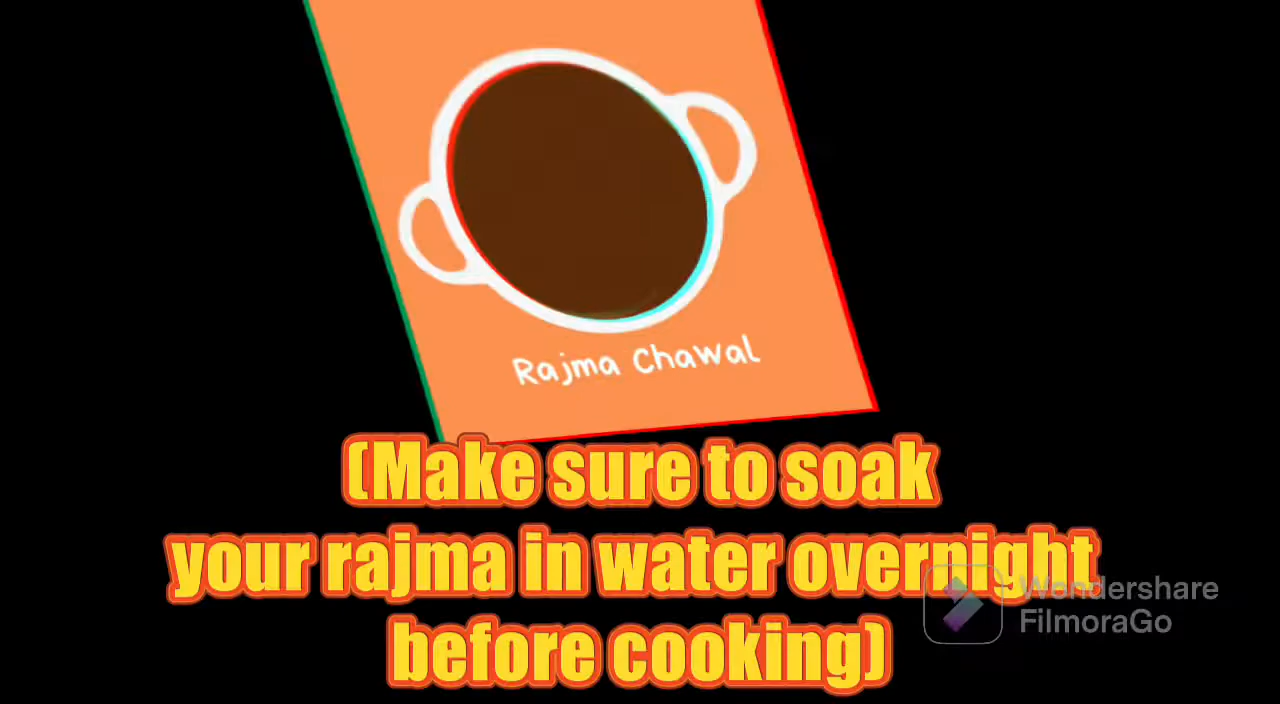 Rajma Chawal
(Make sure to soak
your rajma in water overnight
before cooking)
Wondershare
FilmoraGo